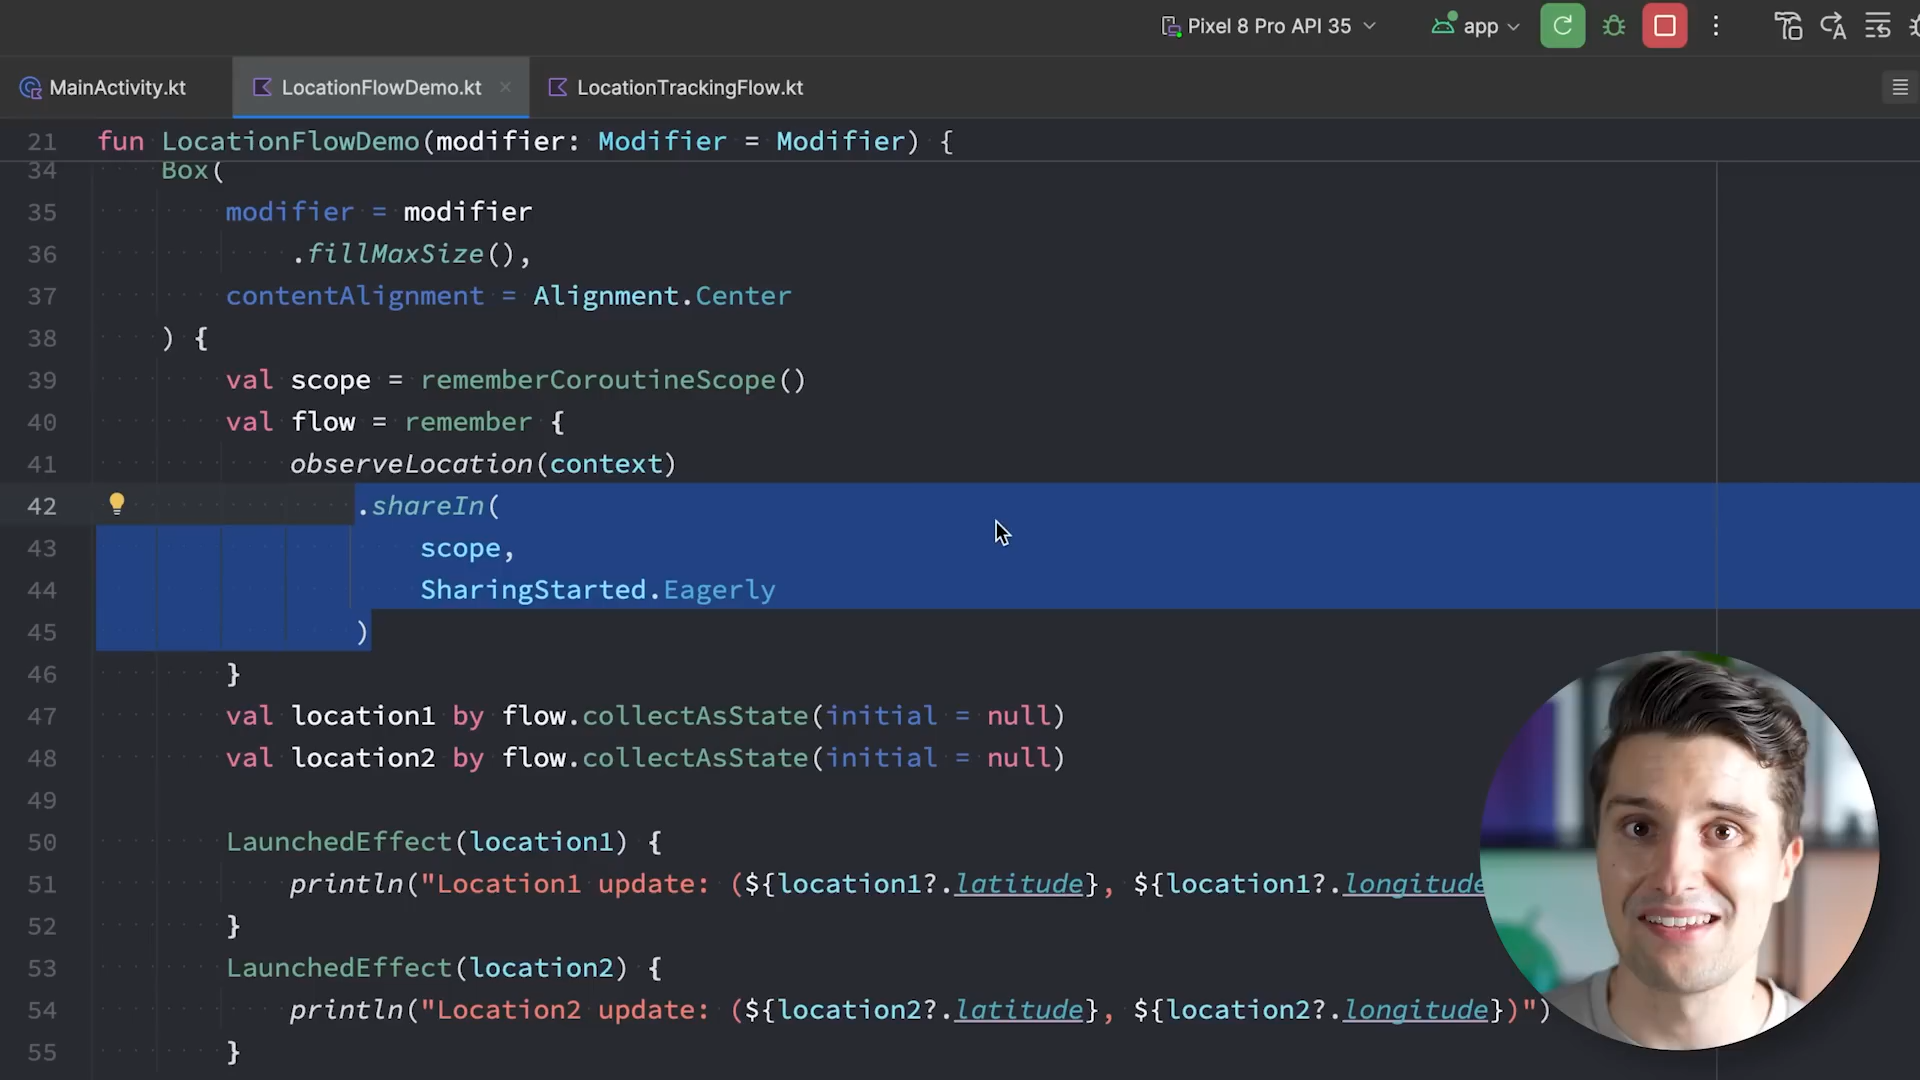 Pixel 8 Pro API 35 app
MainActivity.kt LocationFlowDemo.kt LocationTrackingFlow.kt
21 fun LocationFlowDemo(modifier: Modifier = Modifier) {
34 Box(
35 modifier = modifier
36 .fillMaxSize(),
37 contentAlignment = Alignment.Center
38 ) {
39 val scope = rememberCoroutineScope()
40 val flow = remember {
41 observeLocation(context)
42 .shareIn(
43 scope,
44 SharingStarted.Eagerly
45 )
46 }
47 val location1 by flow.collectAsState(initial = null)
48 val location2 by flow.collectAsState(initial = null)
49
50 LaunchedEffect(location1) {
51 println("Location1 update: (${location1?.latitude}, ${location1?.longitude
52 }
53 LaunchedEffect(location2) {
54 println("Location2 update: (${location2?.latitude}, ${location2?.longitude})")
55 }